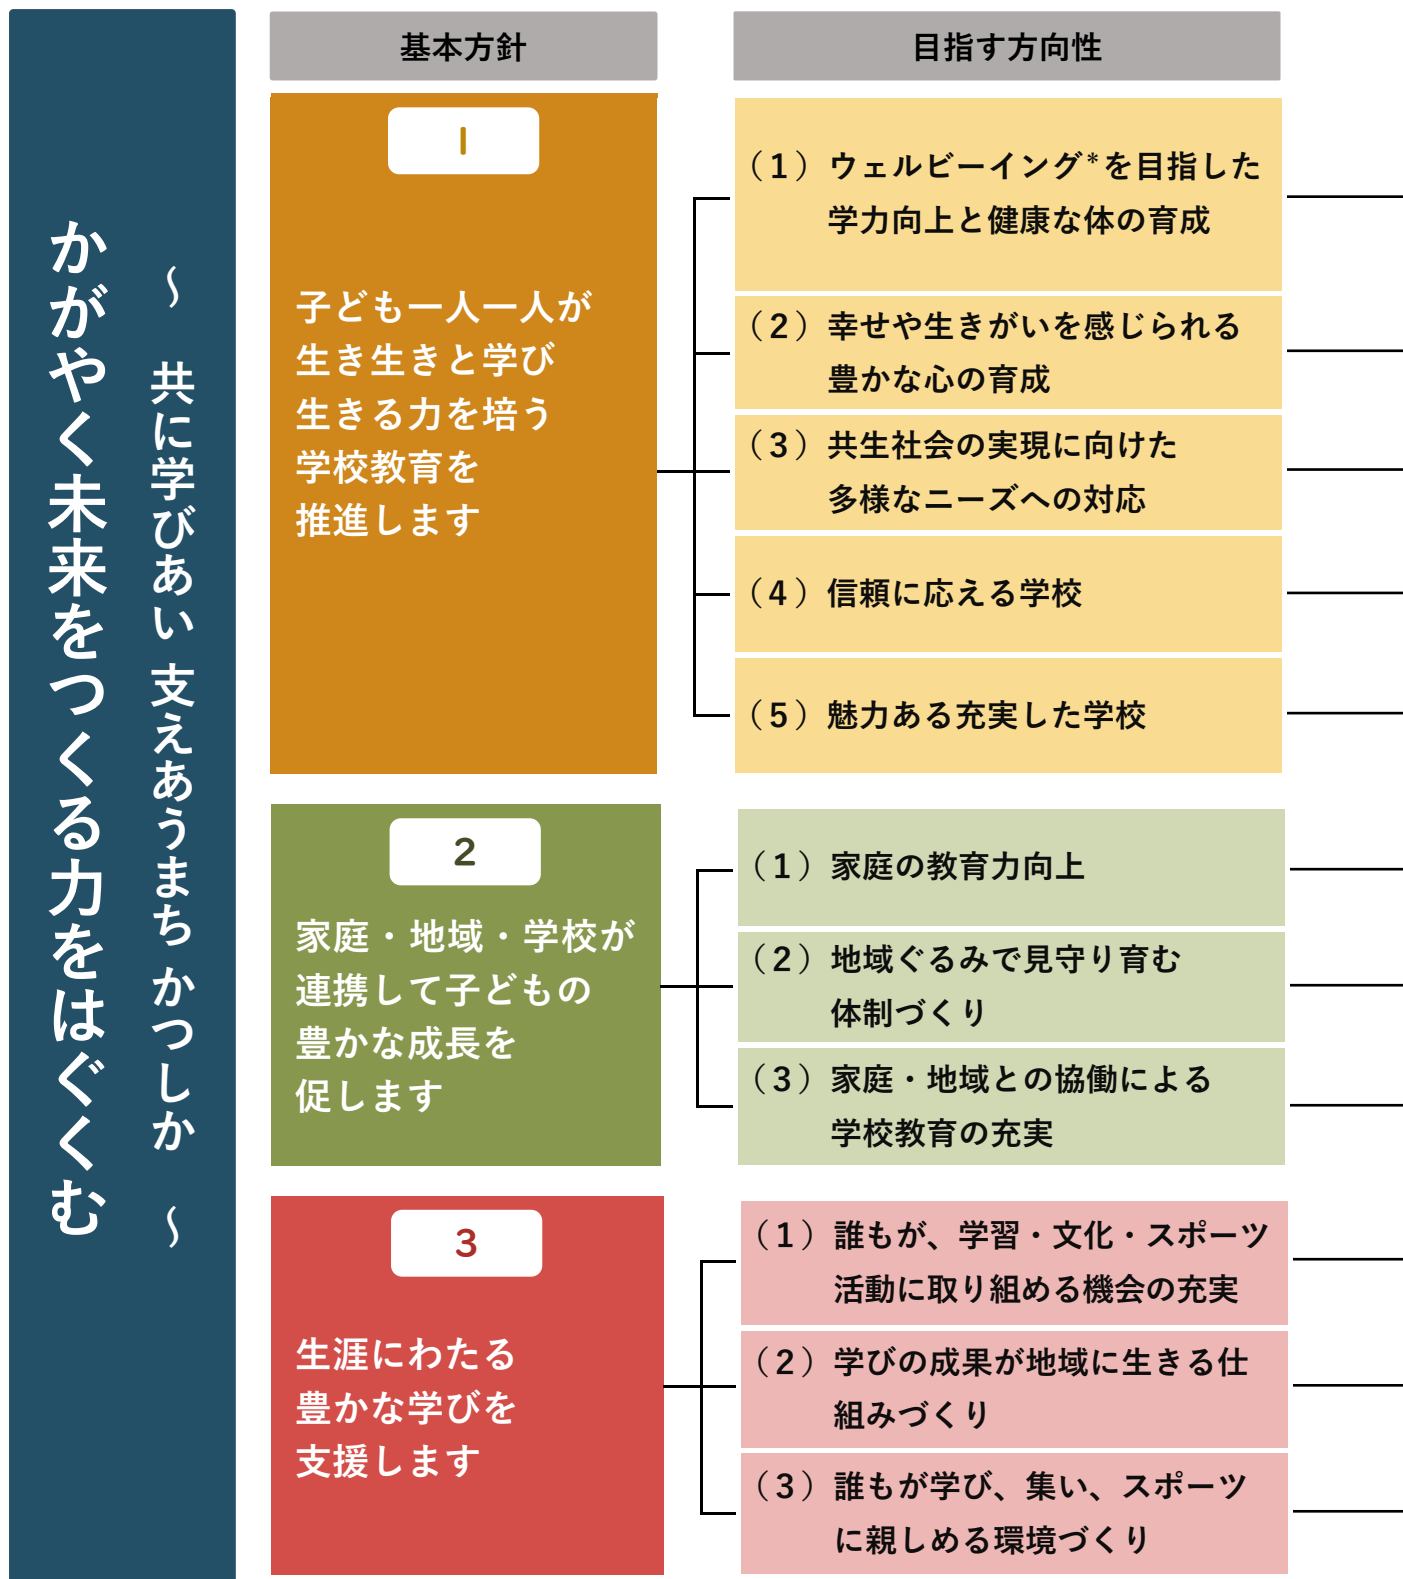 かがやく未来をつくる力をはぐくむ
～ 共に学びあい 支えあうまち かつしか ～
基本方針
目指す方向性
1
子ども一人一人が
生き生きと学び
生きる力を培う
学校教育を
推進します
（1）ウェルビーイング*を目指した
学力向上と健康な体の育成
（2）幸せや生きがいを感じられる
豊かな心の育成
（3）共生社会の実現に向けた
多様なニーズへの対応
（4）信頼に応える学校
（5）魅力ある充実した学校
2
家庭・地域・学校が
連携して子どもの
豊かな成長を
促します
（1）家庭の教育力向上
（2）地域ぐるみで見守り育む
体制づくり
（3）家庭・地域との協働による
学校教育の充実
3
生涯にわたる
豊かな学びを
支援します
（1）誰もが、学習・文化・スポーツ
活動に取り組める機会の充実
（2）学びの成果が地域に生きる仕
組みづくり
（3）誰もが学び、集い、スポーツ
に親しめる環境づくり